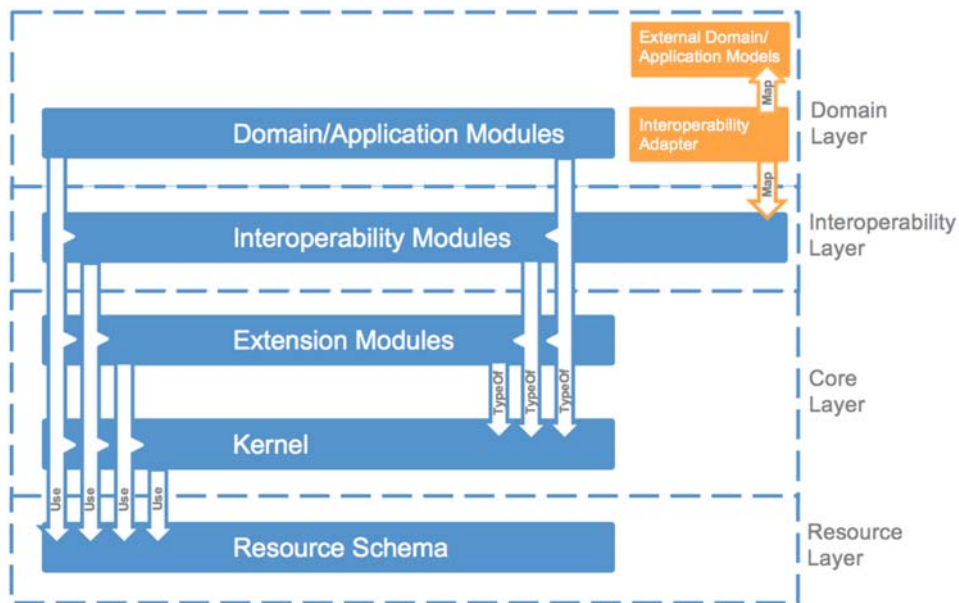 External Domain/
Application Models
Map
Domain/Application Modules
Interoperability
Adapter
Domain
Layer
Map
Interoperability Modules
Interoperability
Layer
Extension Modules
TypeOf
TypeOf
TypeOf
Core
Layer
Kernel
Use
Use
Use
Use
Resource Schema
Resource
Layer